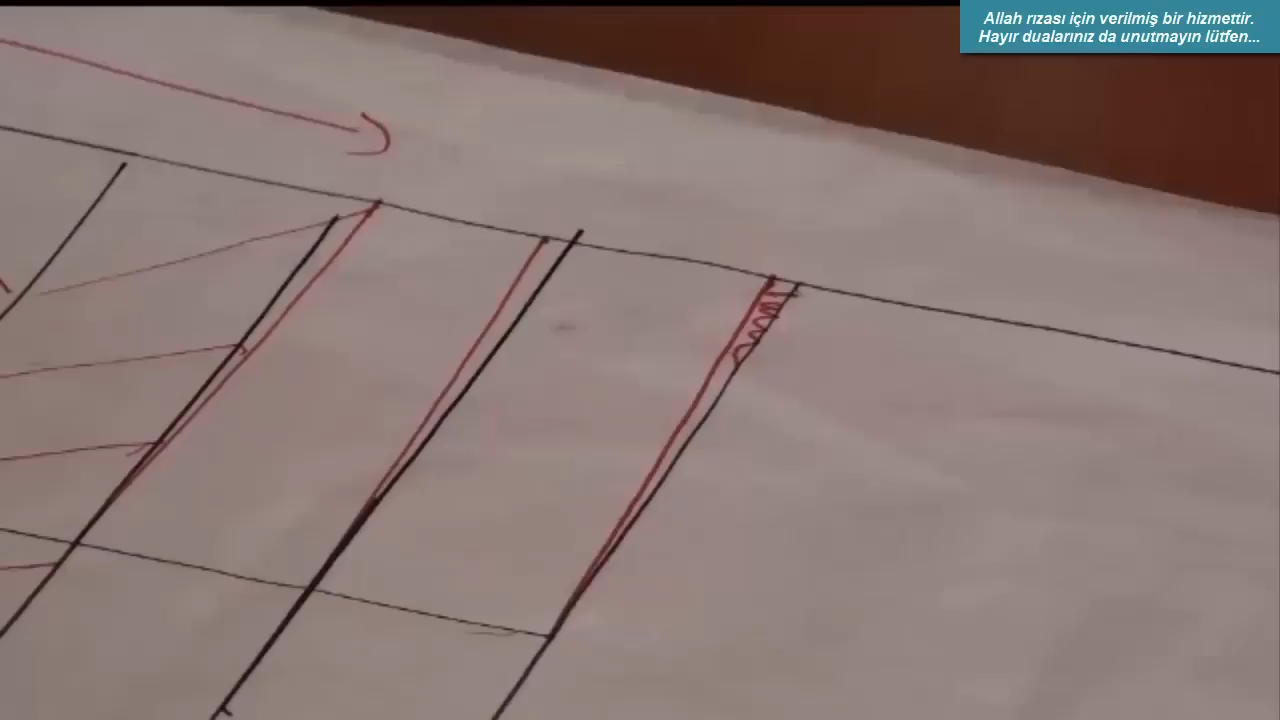 Allah rızası için verilmiş bir hizmettir.
Hayır dualarınız da unutmayın lütfen...